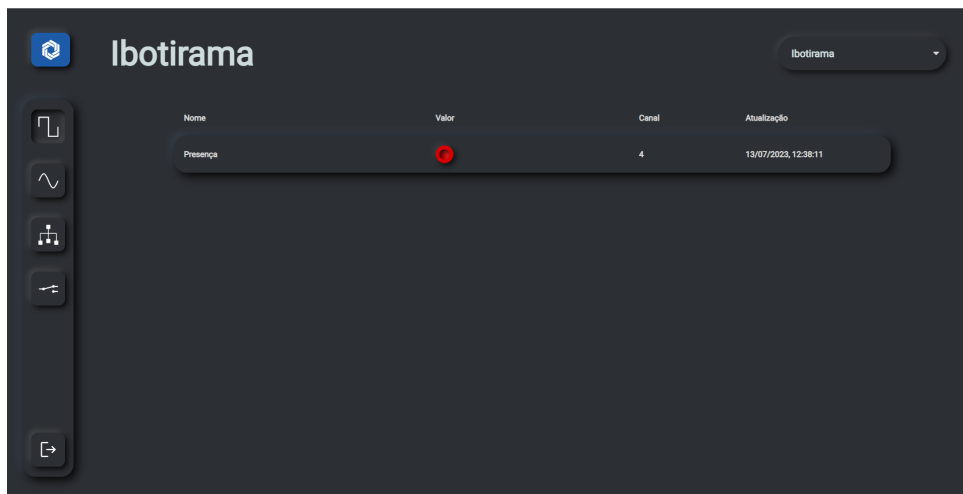 Ibotirama
Ibotirama
Nome Valor Canal Atualização
Presença 4 13/07/2023, 12:38:11